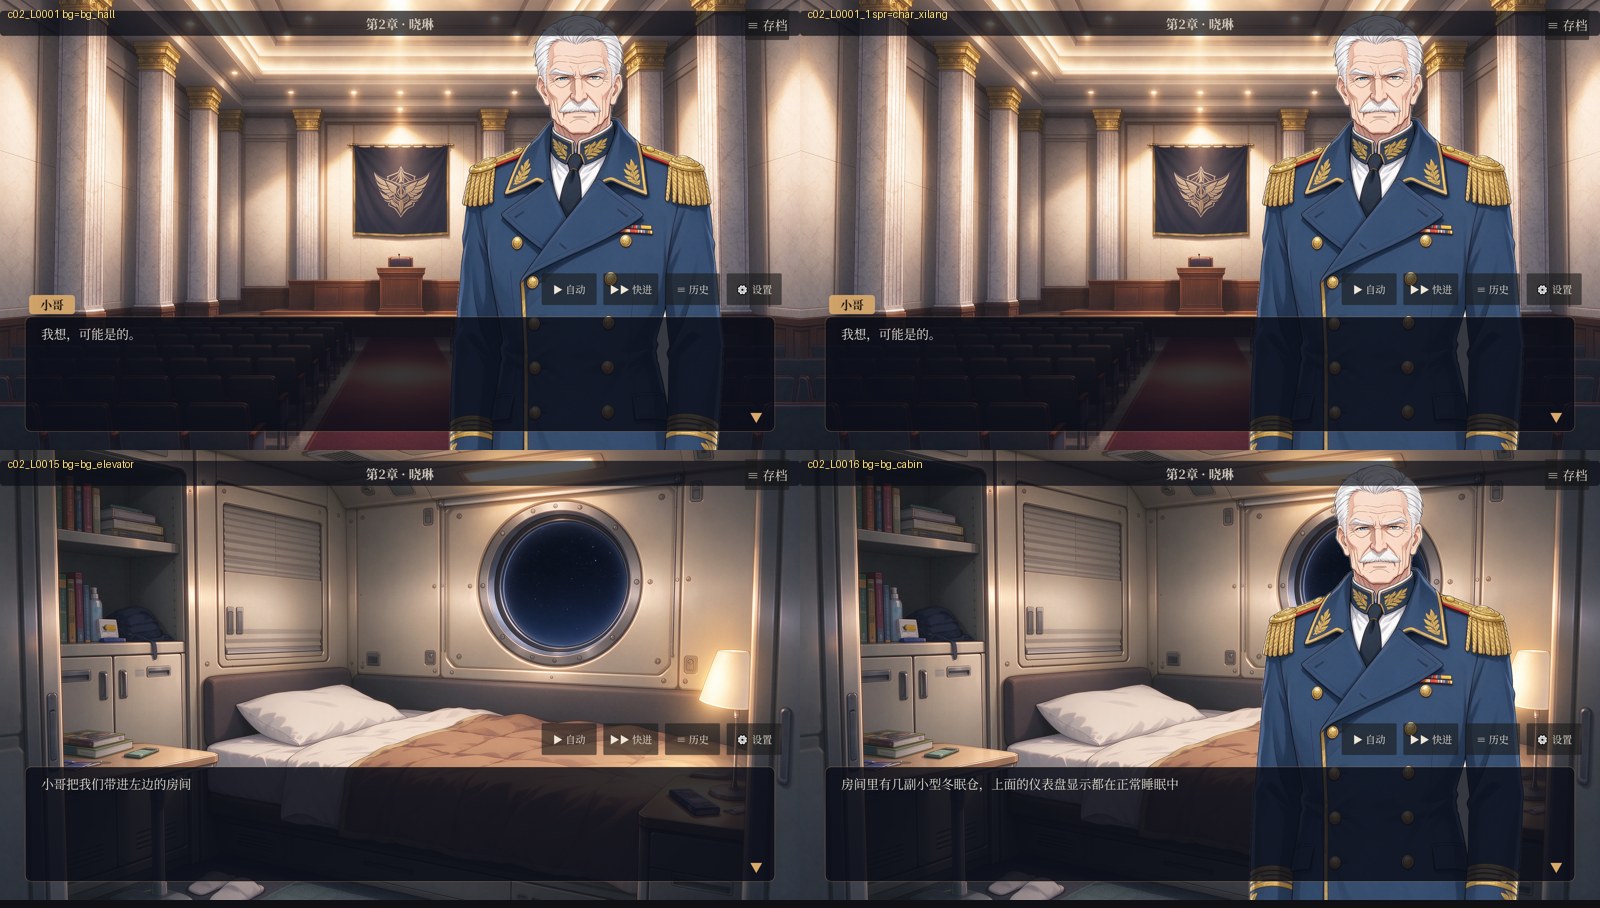 c02_L0001 bg=bg_hall
第2章 · 晓琳
≡ 存档
小哥
▶ 自动
▶▶ 快进
≡ 历史
设置
我想，可能是的。
c02_L0001_1 spr=char_xilang
第2章 · 晓琳
≡ 存档
小哥
▶ 自动
▶▶ 快进
≡ 历史
设置
我想，可能是的。
c02_L0015 bg=bg_elevator
第2章 · 晓琳
≡ 存档
▶ 自动
▶▶ 快进
≡ 历史
设置
小哥把我们带进左边的房间
c02_L0016 bg=bg_cabin
第2章 · 晓琳
≡ 存档
▶ 自动
▶▶ 快进
≡ 历史
设置
房间里有几副小型冬眠仓，上面的仪表盘显示都在正常睡眠中